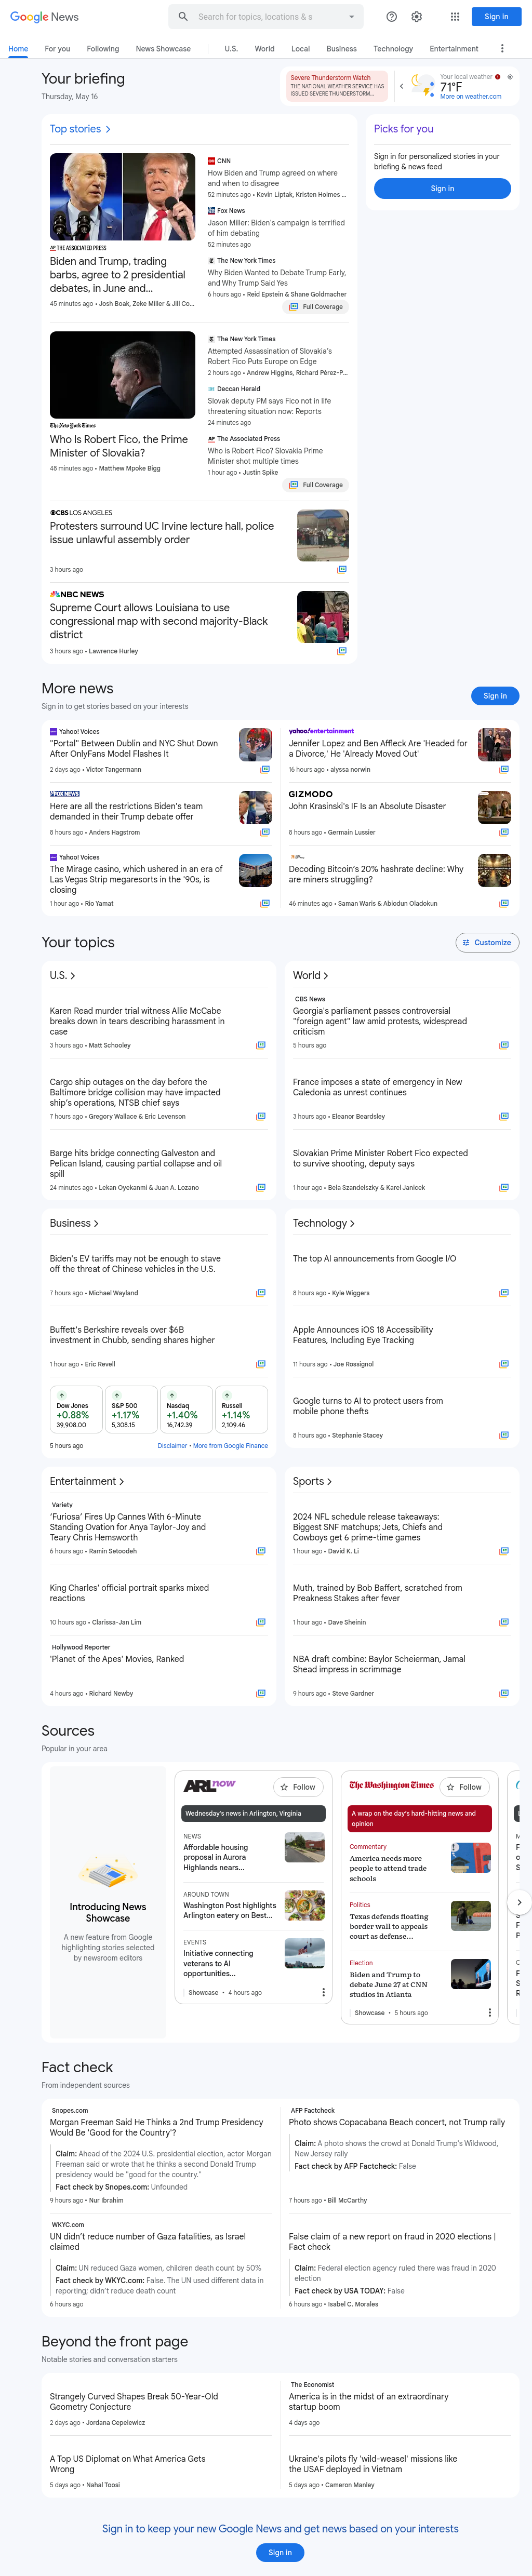 Google News
Search for topics, locations & s
Sign in
Home
For you
Following
News Showcase
U.S.
World
Local
Business
Technology
Entertainment
Your briefing
Thursday, May 16
Severe Thunderstorm Watch
THE NATIONAL WEATHER SERVICE HAS
ISSUED SEVERE THUNDERSTORM...
Your local weather
71°F
More on weather.com
Top stories
THE ASSOCIATED PRESS
Biden and Trump, trading
barbs, agree to 2 presidential
debates, in June and...
45 minutes ago • Josh Boak, Zeke Miller & Jill Co...
CNN
How Biden and Trump agreed on where
and when to disagree
52 minutes ago • Kevin Liptak, Kristen Holmes ...
Fox News
Jason Miller: Biden's campaign is terrified
of him debating
52 minutes ago
The New York Times
Why Biden Wanted to Debate Trump Early,
and Why Trump Said Yes
6 hours ago • Reid Epstein & Shane Goldmacher
Full Coverage
The New York Times
Who Is Robert Fico, the Prime
Minister of Slovakia?
48 minutes ago • Matthew Mpoke Bigg
The New York Times
Attempted Assassination of Slovakia's
Robert Fico Puts Europe on Edge
2 hours ago • Andrew Higgins, Richard Pérez-P...
Deccan Herald
Slovak deputy PM says Fico not in life
threatening situation now: Reports
24 minutes ago
AP The Associated Press
Who is Robert Fico? Slovakia Prime
Minister shot multiple times
1 hour ago • Justin Spike
Full Coverage
CBS LOS ANGELES
Protesters surround UC Irvine lecture hall, police
issue unlawful assembly order
3 hours ago
NBC NEWS
Supreme Court allows Louisiana to use
congressional map with second majority-Black
district
3 hours ago • Lawrence Hurley
Picks for you
Sign in for personalized stories in your
briefing & news feed
Sign in
More news
Sign in to get stories based on your interests
Sign in
Yahoo! Voices
"Portal" Between Dublin and NYC Shut Down
After OnlyFans Model Flashes It
2 days ago • Victor Tangermann
yahoo!entertainment
Jennifer Lopez and Ben Affleck Are 'Headed for
a Divorce,' He 'Already Moved Out'
16 hours ago • alyssa norwin
FOX NEWS
Here are all the restrictions Biden's team
demanded in their Trump debate offer
8 hours ago • Anders Hagstrom
GIZMODO
John Krasinski's IF Is an Absolute Disaster
8 hours ago • Germain Lussier
Yahoo! Voices
The Mirage casino, which ushered in an era of
Las Vegas Strip megaresorts in the '90s, is
closing
1 hour ago • Rio Yamat
Decoding Bitcoin's 20% hashrate decline: Why
are miners struggling?
46 minutes ago • Saman Waris & Abiodun Oladokun
Your topics
Customize
U.S.
Karen Read murder trial witness Allie McCabe
breaks down in tears describing harassment in
case
3 hours ago • Matt Schooley
Cargo ship outages on the day before the
Baltimore bridge collision may have impacted
ship's operations, NTSB chief says
7 hours ago • Gregory Wallace & Eric Levenson
Barge hits bridge connecting Galveston and
Pelican Island, causing partial collapse and oil
spill
24 minutes ago • Lekan Oyekanmi & Juan A. Lozano
World
CBS News
Georgia's parliament passes controversial
"foreign agent" law amid protests, widespread
criticism
5 hours ago
France imposes a state of emergency in New
Caledonia as unrest continues
3 hours ago • Eleanor Beardsley
Slovakian Prime Minister Robert Fico expected
to survive shooting, deputy says
1 hour ago • Bela Szandelszky & Karel Janicek
Business
Biden's EV tariffs may not be enough to stave
off the threat of Chinese vehicles in the U.S.
7 hours ago • Michael Wayland
Buffett's Berkshire reveals over $6B
investment in Chubb, sending shares higher
1 hour ago • Eric Revell
Dow Jones
+0.88%
39,908.00
S&P 500
+1.17%
5,308.15
Nasdaq
+1.40%
16,742.39
Russell
+1.14%
2,109.46
5 hours ago
Disclaimer • More from Google Finance
Technology
The top AI announcements from Google I/O
8 hours ago • Kyle Wiggers
Apple Announces iOS 18 Accessibility
Features, Including Eye Tracking
11 hours ago • Joe Rossignol
Google turns to AI to protect users from
mobile phone thefts
8 hours ago • Stephanie Stacey
Entertainment
Variety
'Furiosa' Fires Up Cannes With 6-Minute
Standing Ovation for Anya Taylor-Joy and
Teary Chris Hemsworth
6 hours ago • Ramin Setoodeh
King Charles' official portrait sparks mixed
reactions
10 hours ago • Clarissa-Jan Lim
Hollywood Reporter
'Planet of the Apes' Movies, Ranked
4 hours ago • Richard Newby
Sports
2024 NFL schedule release takeaways:
Biggest SNF matchups; Jets, Chiefs and
Cowboys get 6 prime-time games
1 hour ago • David K. Li
Muth, trained by Bob Baffert, scratched from
Preakness Stakes after fever
1 hour ago • Dave Sheinin
NBA draft combine: Baylor Scheierman, Jamal
Shead impress in scrimmage
9 hours ago • Steve Gardner
Sources
Popular in your area
Introducing News
Showcase
A new feature from Google
highlighting stories selected
by newsroom editors
ARLnow
Follow
Wednesday's news in Arlington, Virginia
NEWS
Affordable housing
proposal in Aurora
Highlands nears...
AROUND TOWN
Washington Post highlights
Arlington eatery on Best...
EVENTS
Initiative connecting
veterans to AI
opportunities...
Showcase • 4 hours ago
The Washington Times
Follow
A wrap on the day's hard-hitting news and
opinion
Commentary
America needs more
people to attend trade
schools
Politics
Texas defends floating
border wall to appeals
court as defense...
Election
Biden and Trump to
debate June 27 at CNN
studios in Atlanta
Showcase • 5 hours ago
Fact check
From independent sources
Snopes.com
Morgan Freeman Said He Thinks a 2nd Trump Presidency
Would Be 'Good for the Country'?
Claim: Ahead of the 2024 U.S. presidential election, actor Morgan
Freeman said or wrote that he thinks a second Donald Trump
presidency would be "good for the country."
Fact check by Snopes.com: Unfounded
9 hours ago • Nur Ibrahim
AFP Factcheck
Photo shows Copacabana Beach concert, not Trump rally
Claim: A photo shows the crowd at Donald Trump's Wildwood,
New Jersey rally
Fact check by AFP Factcheck: False
7 hours ago • Bill McCarthy
WKYC.com
UN didn't reduce number of Gaza fatalities, as Israel
claimed
Claim: UN reduced Gaza women, children death count by 50%
Fact check by WKYC.com: False. The UN used different data in
reporting; didn't reduce death count
6 hours ago
False claim of a new report on fraud in 2020 elections |
Fact check
Claim: Federal election agency ruled there was fraud in 2020
election
Fact check by USA TODAY: False
6 hours ago • Isabel C. Morales
Beyond the front page
Notable stories and conversation starters
Strangely Curved Shapes Break 50-Year-Old
Geometry Conjecture
2 days ago • Jordana Cepelewicz
The Economist
America is in the midst of an extraordinary
startup boom
4 days ago
A Top US Diplomat on What America Gets
Wrong
5 days ago • Nahal Toosi
Ukraine's pilots fly 'wild-weasel' missions like
the USAF deployed in Vietnam
5 days ago • Cameron Manley
Sign in to keep your new Google News and get news based on your interests
Sign in